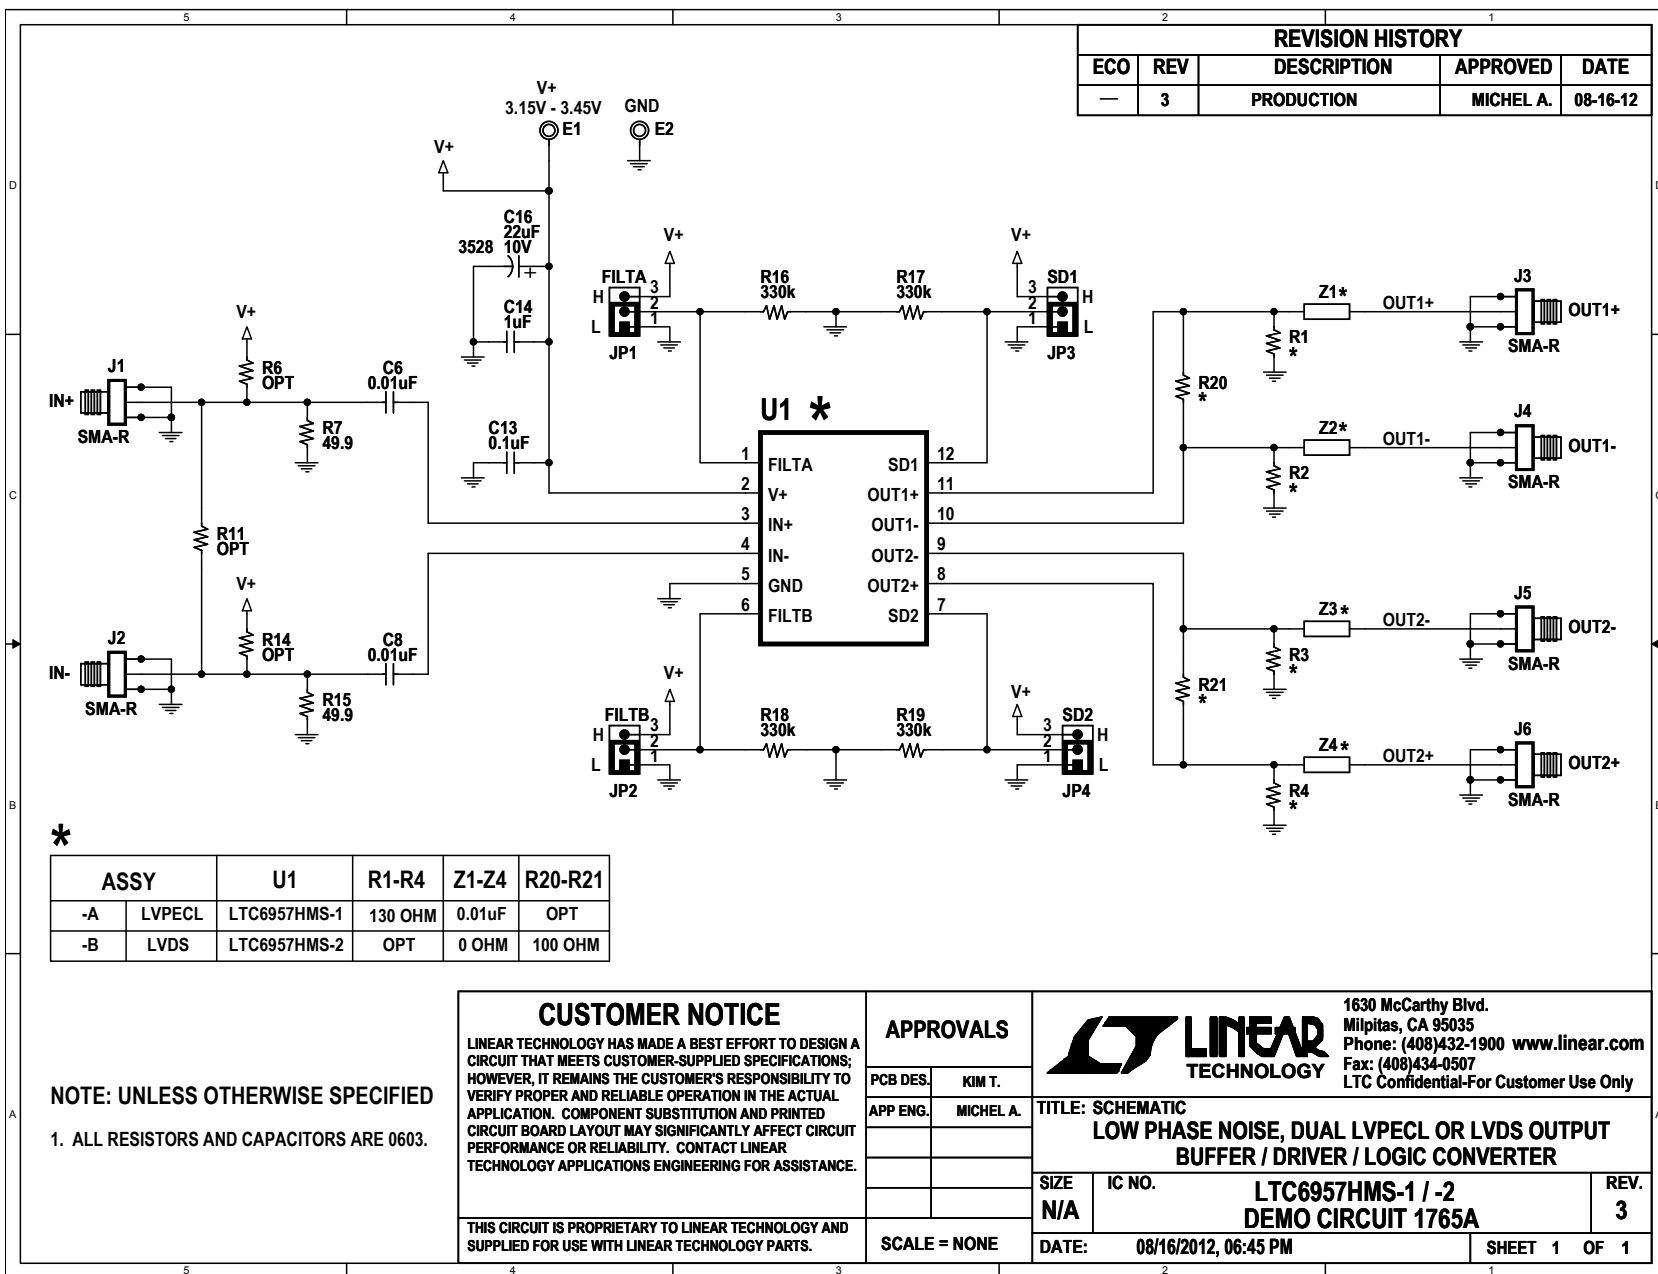 5 4 3 2 1
REVISION HISTORY
ECO REV DESCRIPTION APPROVED DATE
— 3 PRODUCTION MICHEL A. 08-16-12
V+
3.15V - 3.45V
E1
GND
E2
V+
D
D
C16
22uF
3528 10V
C14
1uF
C13
0.1uF
V+
FILTA
H 3
2
L 1
JP1
R16
330k
R17
330k
V+
SD1
3 H
2
1 L
JP3
Z1*
OUT1+
J3
OUT1+
SMA-R
R1
*
R20
*
Z2*
OUT1-
J4
OUT1-
SMA-R
R2
*
J1
IN+
SMA-R
V+
R6
OPT
R7
49.9
C6
0.01uF
U1 *
1 FILTA SD1 12
2 V+ OUT1+ 11
3 IN+ OUT1- 10
4 IN- OUT2- 9
5 GND OUT2+ 8
6 FILTB SD2 7
C
C
R11
OPT
V+
R14
OPT
J2
IN-
SMA-R
R15
49.9
C8
0.01uF
Z3*
OUT2-
J5
OUT2-
SMA-R
R3
*
R21
*
V+
FILTB
H 3
2
L 1
JP2
R18
330k
R19
330k
V+
SD2
3 H
2
1 L
JP4
Z4*
OUT2+
J6
OUT2+
SMA-R
R4
*
B
B
*
ASSY U1 R1-R4 Z1-Z4 R20-R21
-A LVPECL LTC6957HMS-1 130 OHM 0.01uF OPT
-B LVDS LTC6957HMS-2 OPT 0 OHM 100 OHM
NOTE: UNLESS OTHERWISE SPECIFIED
1. ALL RESISTORS AND CAPACITORS ARE 0603.
A
A
CUSTOMER NOTICE
LINEAR TECHNOLOGY HAS MADE A BEST EFFORT TO DESIGN A
CIRCUIT THAT MEETS CUSTOMER-SUPPLIED SPECIFICATIONS;
HOWEVER, IT REMAINS THE CUSTOMER'S RESPONSIBILITY TO
VERIFY PROPER AND RELIABLE OPERATION IN THE ACTUAL
APPLICATION. COMPONENT SUBSTITUTION AND PRINTED
CIRCUIT BOARD LAYOUT MAY SIGNIFICANTLY AFFECT CIRCUIT
PERFORMANCE OR RELIABILITY. CONTACT LINEAR
TECHNOLOGY APPLICATIONS ENGINEERING FOR ASSISTANCE.
THIS CIRCUIT IS PROPRIETARY TO LINEAR TECHNOLOGY AND
SUPPLIED FOR USE WITH LINEAR TECHNOLOGY PARTS.
APPROVALS
PCB DES. KIM T.
APP ENG. MICHEL A.
SCALE = NONE
LINEAR
TECHNOLOGY
1630 McCarthy Blvd.
Milpitas, CA 95035
Phone: (408)432-1900 www.linear.com
Fax: (408)434-0507
LTC Confidential-For Customer Use Only
TITLE: SCHEMATIC
LOW PHASE NOISE, DUAL LVPECL OR LVDS OUTPUT
BUFFER / DRIVER / LOGIC CONVERTER
SIZE
N/A
IC NO.
LTC6957HMS-1 / -2
DEMO CIRCUIT 1765A
REV.
3
DATE: 08/16/2012, 06:45 PM
SHEET 1 OF 1
5 4 3 2 1